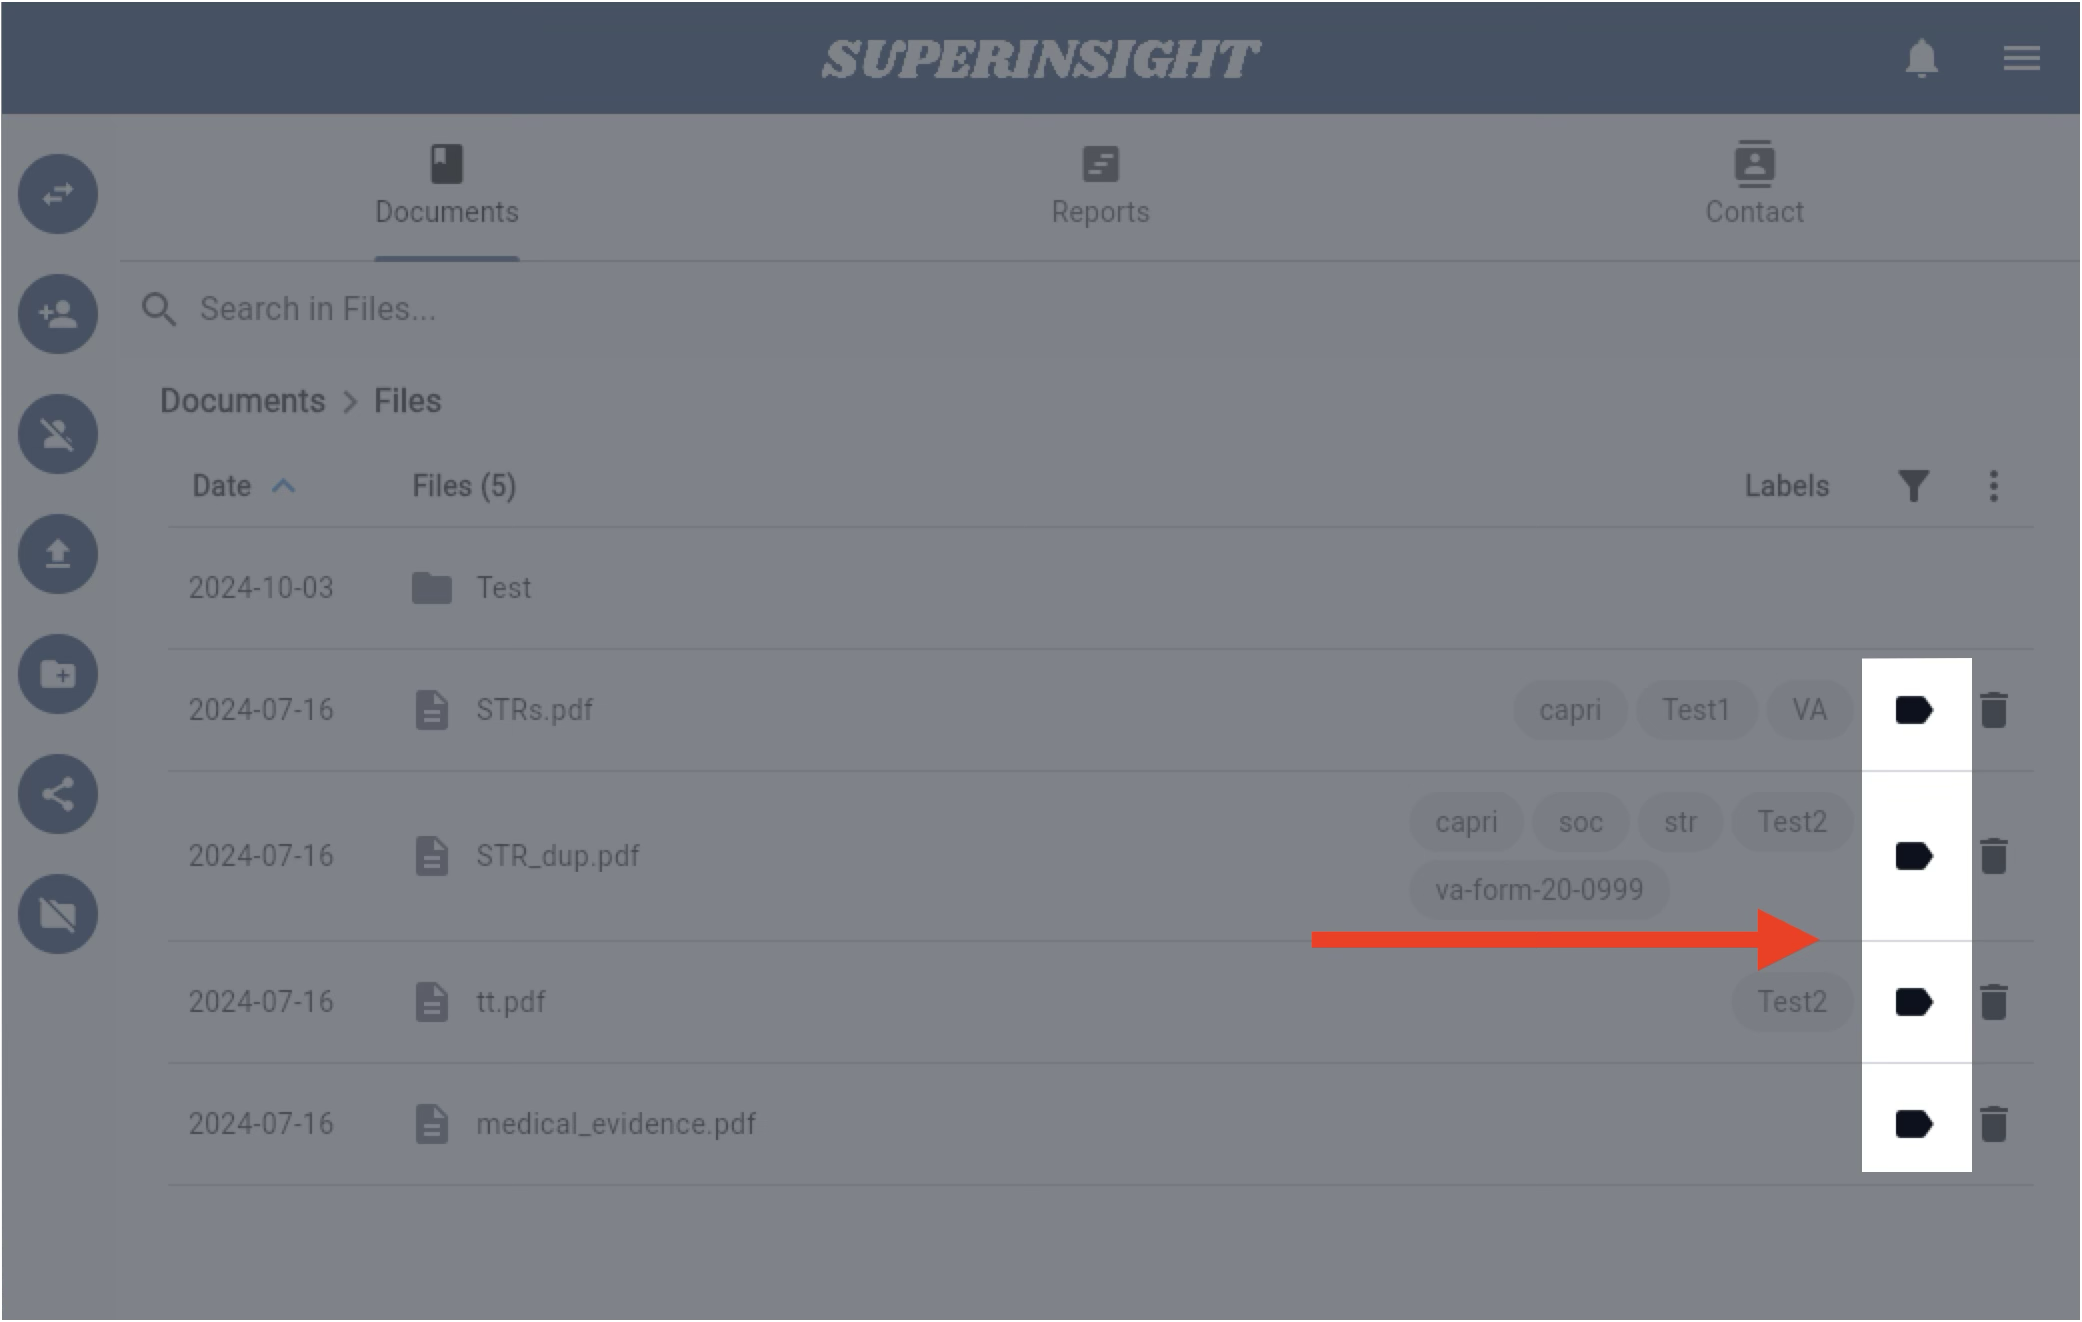 SUPERINSIGHT
Documents Reports Contact
Search in Files...
Documents > Files
Date Files (5) Labels
2024-10-03 Test
2024-07-16 STRs.pdf capri Test1 VA
capri soc str Test2
2024-07-16 STR_dup.pdf
va-form-20-0999
2024-07-16 tt.pdf Test2
2024-07-16 medical_evidence.pdf